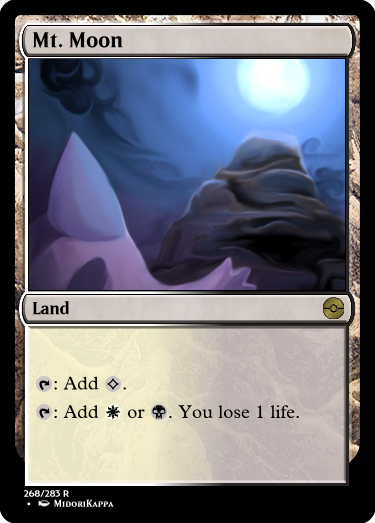 Mt. Moon
Land
: Add .
: Add or . You lose 1 life.
268/283 R
• MidoriKappa